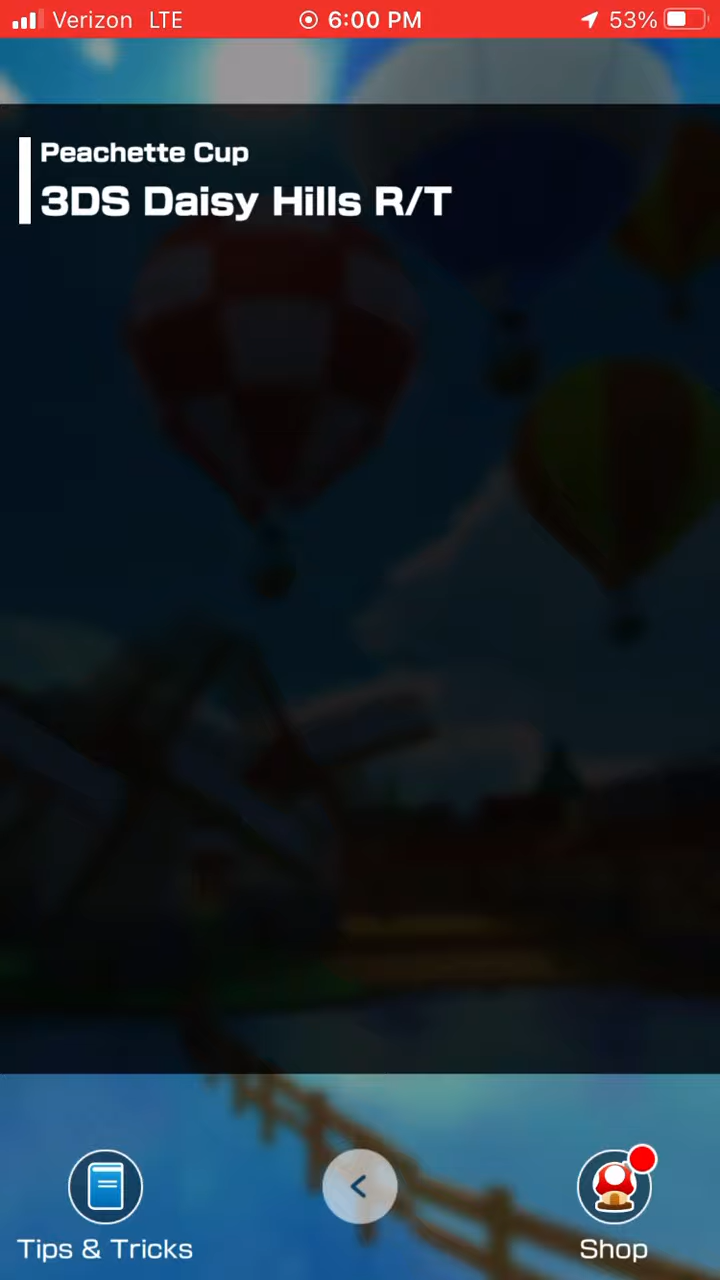 Verizon LTE 6:00 PM 53%
Peachette Cup
3DS Daisy Hills R/T
Tips & Tricks
Shop